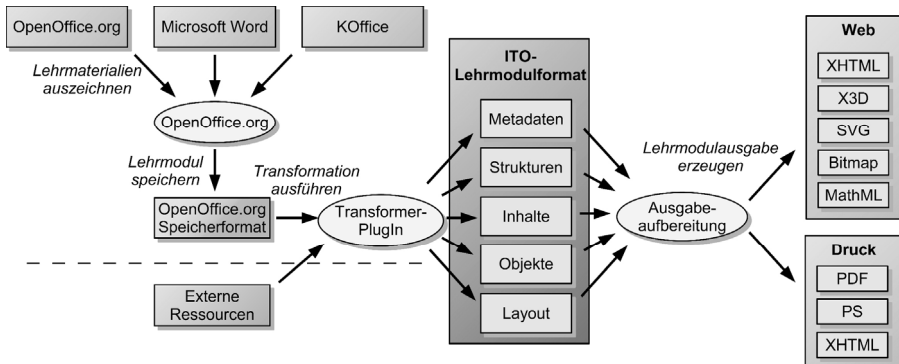 OpenOffice.org
Microsoft Word
KOffice
Lehrmaterialien
auszeichnen
OpenOffice.org
Lehrmodul
speichern
Transformation
ausführen
OpenOffice.org
Speicherformat
Transformer-
PlugIn
Externe
Ressourcen
ITO-
Lehrmodulformat
Metadaten
Strukturen
Inhalte
Objekte
Layout
Lehrmodulausgabe
erzeugen
Ausgabe-
aufbereitung
Web
XHTML
X3D
SVG
Bitmap
MathML
Druck
PDF
PS
XHTML